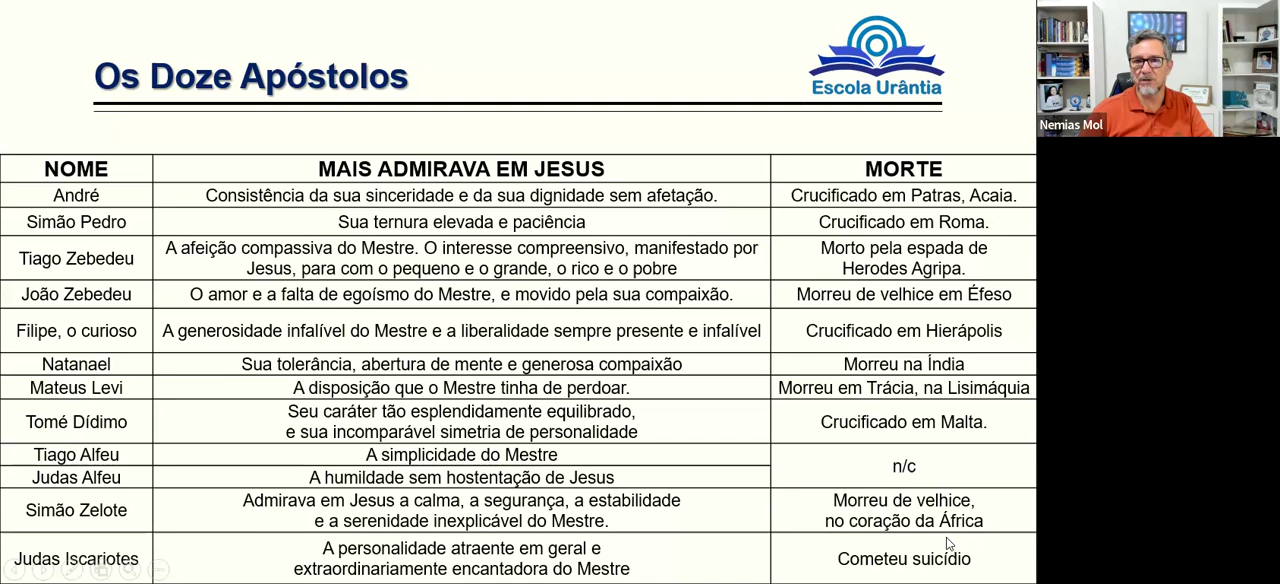 Os Doze Apóstolos
Escola Urântia
Nemias Mol
NOME MAIS ADMIRAVA EM JESUS MORTE
André Consistência da sua sinceridade e da sua dignidade sem afetação. Crucificado em Patras, Acaia.
Simão Pedro Sua ternura elevada e paciência Crucificado em Roma.
Tiago Zebedeu A afeição compassiva do Mestre. O interesse compreensivo, manifestado por Morto pela espada de
Jesus, para com o pequeno e o grande, o rico e o pobre Herodes Agripa.
João Zebedeu O amor e a falta de egoísmo do Mestre, e movido pela sua compaixão. Morreu de velhice em Éfeso
Filipe, o curioso A generosidade infalível do Mestre e a liberalidade sempre presente e infalível Crucificado em Hierápolis
Natanael Sua tolerância, abertura de mente e generosa compaixão Morreu na Índia
Mateus Levi A disposição que o Mestre tinha de perdoar. Morreu em Trácia, na Lisimáquia
Tomé Dídimo Seu caráter tão esplendidamente equilibrado,
e sua incomparável simetria de personalidade Crucificado em Malta.
Tiago Alfeu A simplicidade do Mestre n/c
Judas Alfeu A humildade sem hostentação de Jesus
Simão Zelote Admirava em Jesus a calma, a segurança, a estabilidade Morreu de velhice,
e a serenidade inexplicável do Mestre. no coração da África
Judas Iscariotes A personalidade atraente em geral e
extraordinariamente encantadora do Mestre Cometeu suicídio